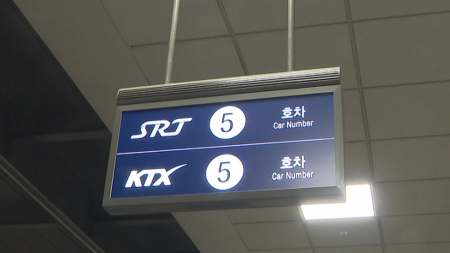 SRT 5 호차
Car Number
KTX 5 호차
Car Number